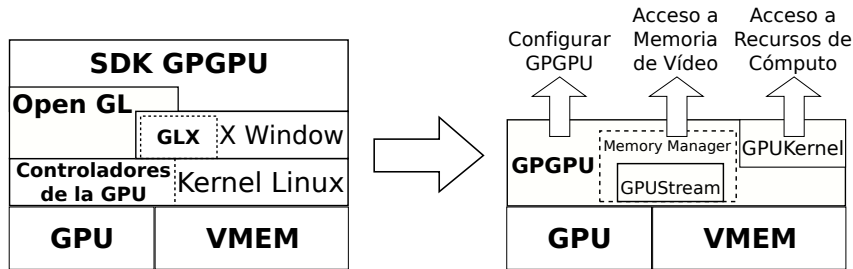 SDK GPGPU
Open GL
GLX
X Window
Controladores
de la GPU
Kernel Linux
GPU
VMEM
Configurar
GPGPU
Acceso a
Memoria
de Vídeo
Acceso a
Recursos de
Cómputo
GPGPU
Memory Manager
GPUStream
GPUKernel
GPU
VMEM